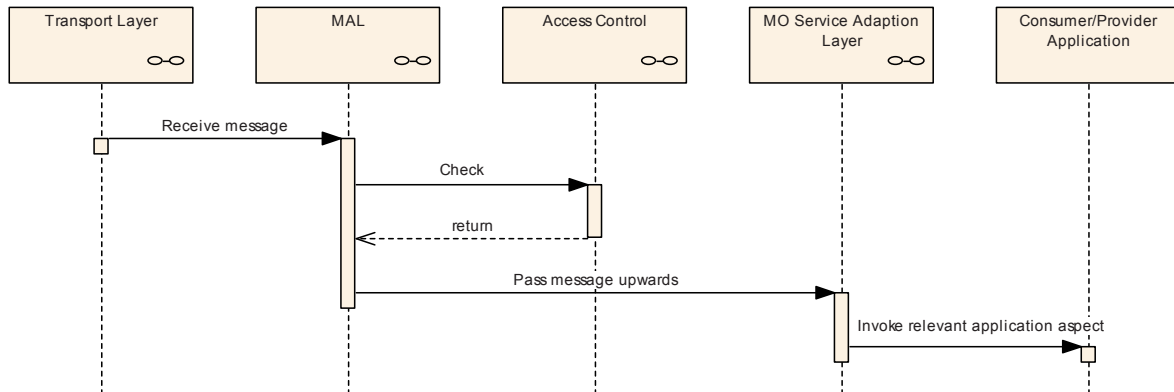 Transport Layer
MAL
Access Control
MO Service Adaption
Layer
Consumer/Provider
Application
Receive message
Check
return
Pass message upwards
Invoke relevant application aspect